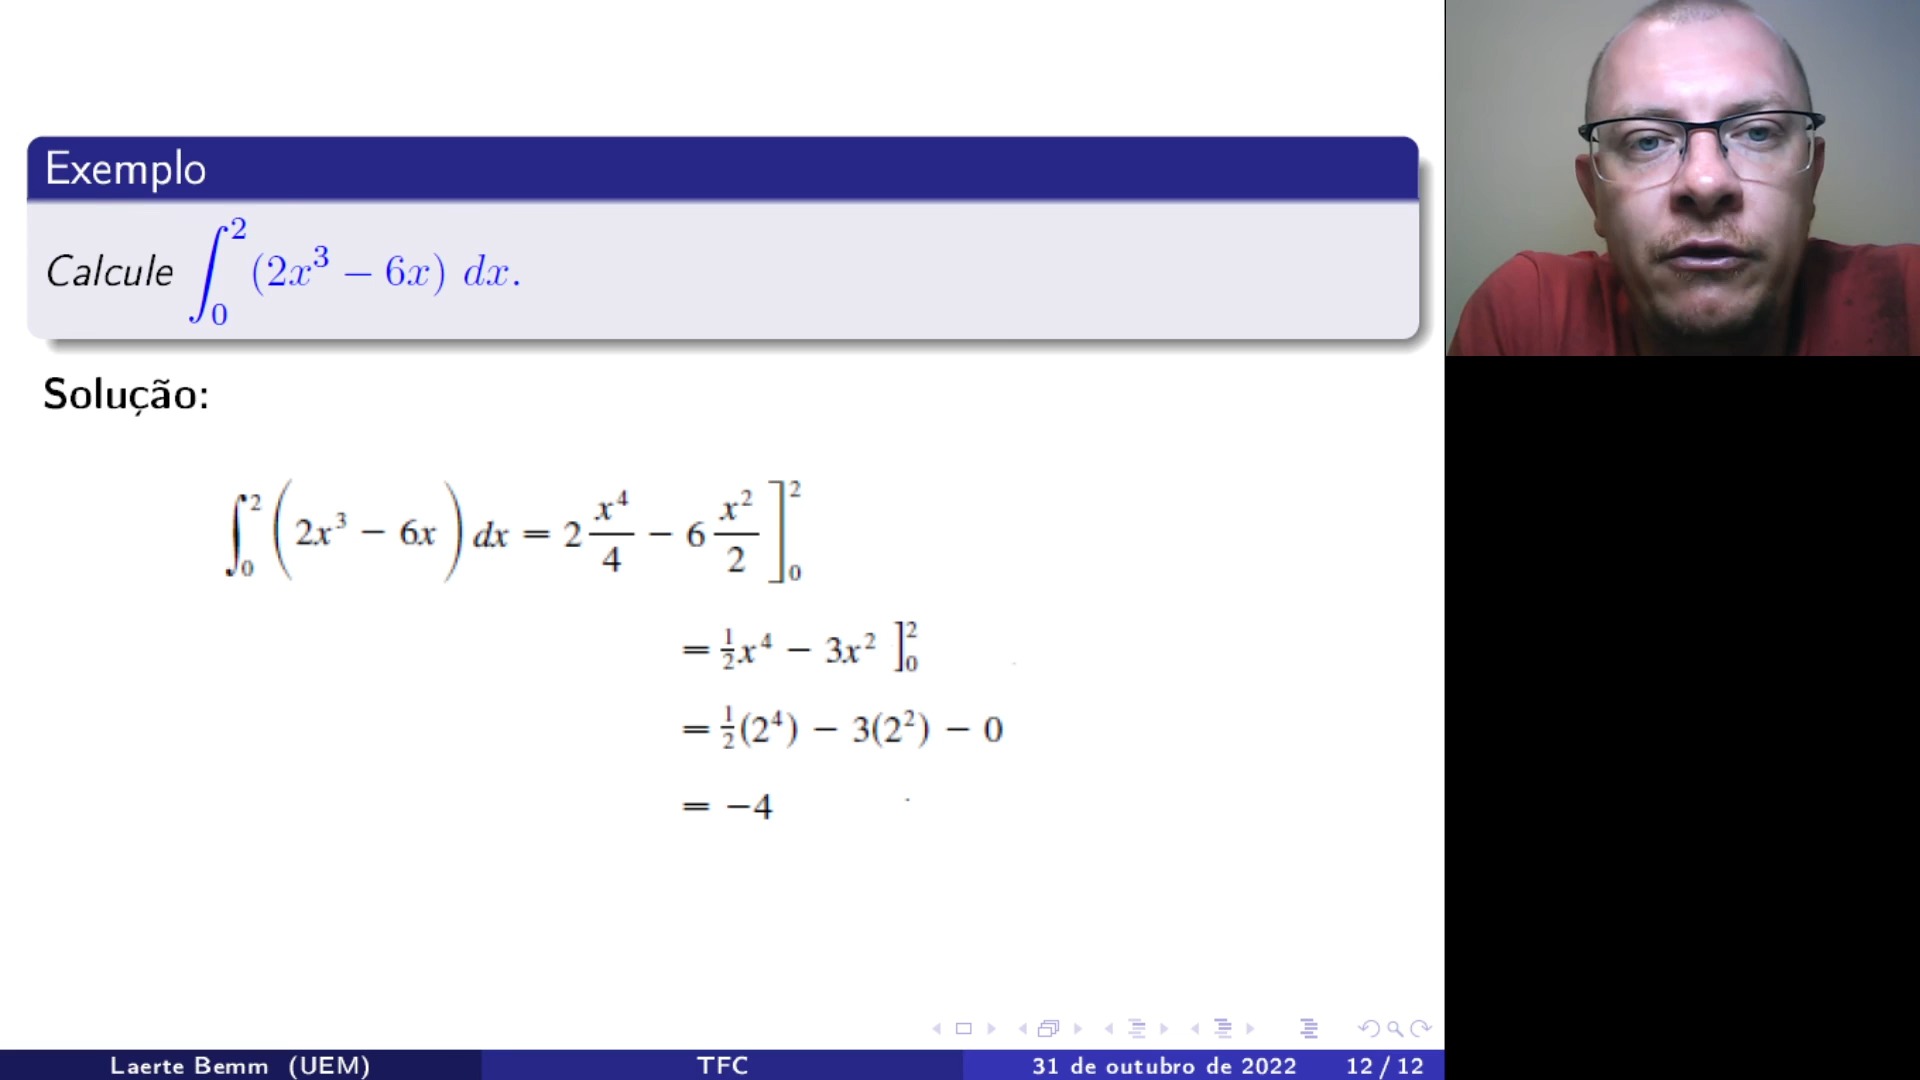 Exemplo
Calcule ∫₀² (2x³ − 6x) dx.
Solução:
∫₀² (2x³ − 6x) dx = 2 x⁴/4 − 6 x²/2 ]₀²
= ½x⁴ − 3x² ]₀²
= ½(2⁴) − 3(2²) − 0
= −4
Laerte Bemm (UEM) TFC 31 de outubro de 2022 12 / 12